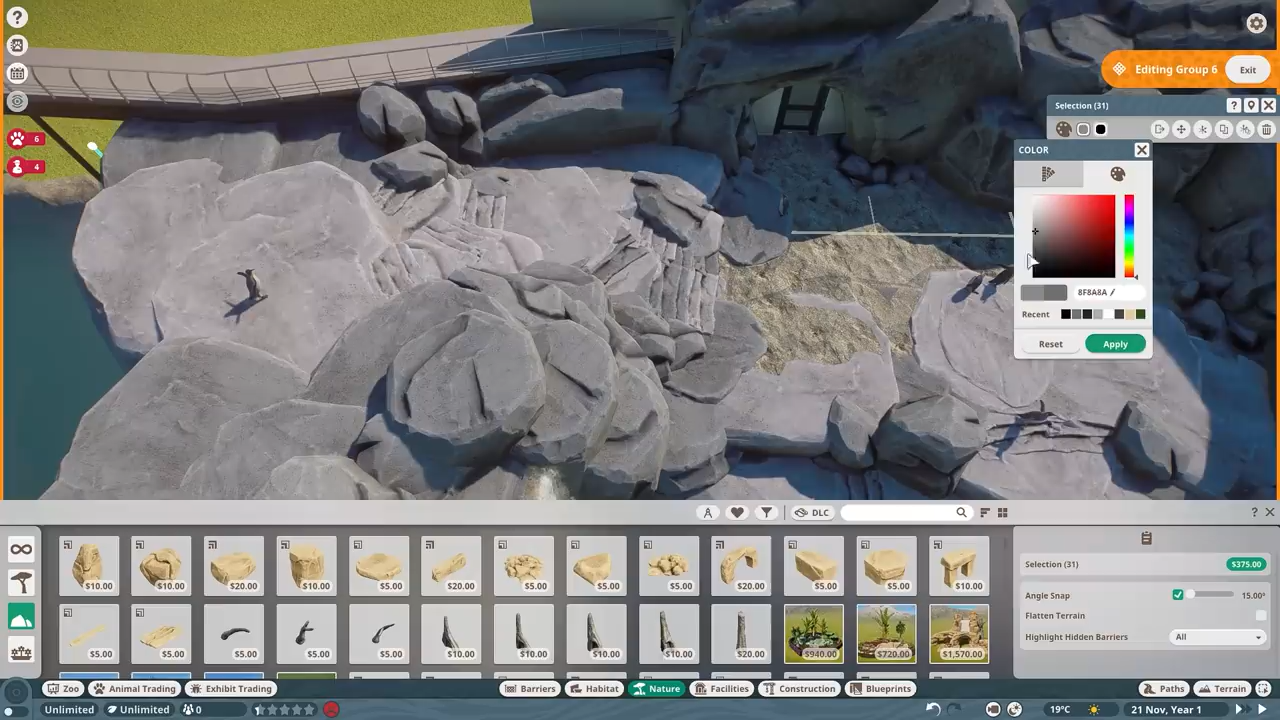 ?
Editing Group 6
Exit
Selection (31)
?
6
4
COLOR
8F8A8A
Recent
Reset
Apply
DLC
?
$10.00 $10.00 $20.00 $10.00 $5.00 $20.00 $5.00 $5.00 $5.00 $20.00 $5.00 $5.00 $10.00
$5.00 $5.00 $5.00 $5.00 $5.00 $10.00 $10.00 $10.00 $10.00 $20.00 $940.00 $720.00 $1,570.00
Selection (31)
$375.00
Angle Snap
15.00°
Flatten Terrain
Highlight Hidden Barriers
All
Zoo
Animal Trading
Exhibit Trading
Barriers
Habitat
Nature
Facilities
Construction
Blueprints
Paths
Terrain
Unlimited
Unlimited
0
19°C
21 Nov, Year 1